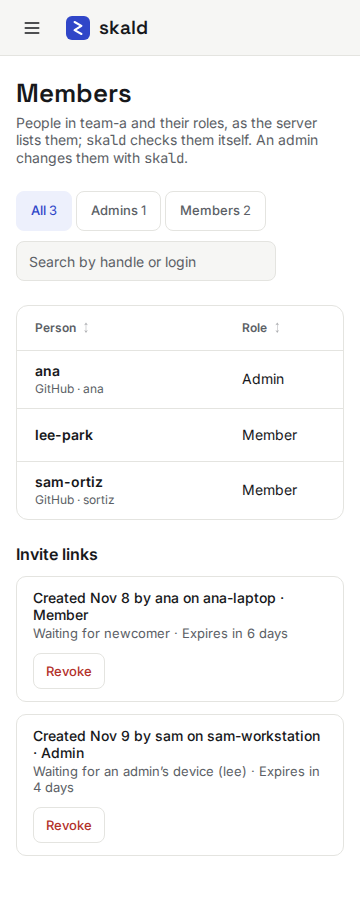 skald
Members
People in team-a and their roles, as the server
lists them; skald checks them itself. An admin
changes them with skald.
All 3
Admins 1
Members 2
Search by handle or login
Person
Role
ana
GitHub · ana
Admin
lee-park
Member
sam-ortiz
GitHub · sortiz
Member
Invite links
Created Nov 8 by ana on ana-laptop ·
Member
Waiting for newcomer · Expires in 6 days
Revoke
Created Nov 9 by sam on sam-workstation
· Admin
Waiting for an admin’s device (lee) · Expires in
4 days
Revoke